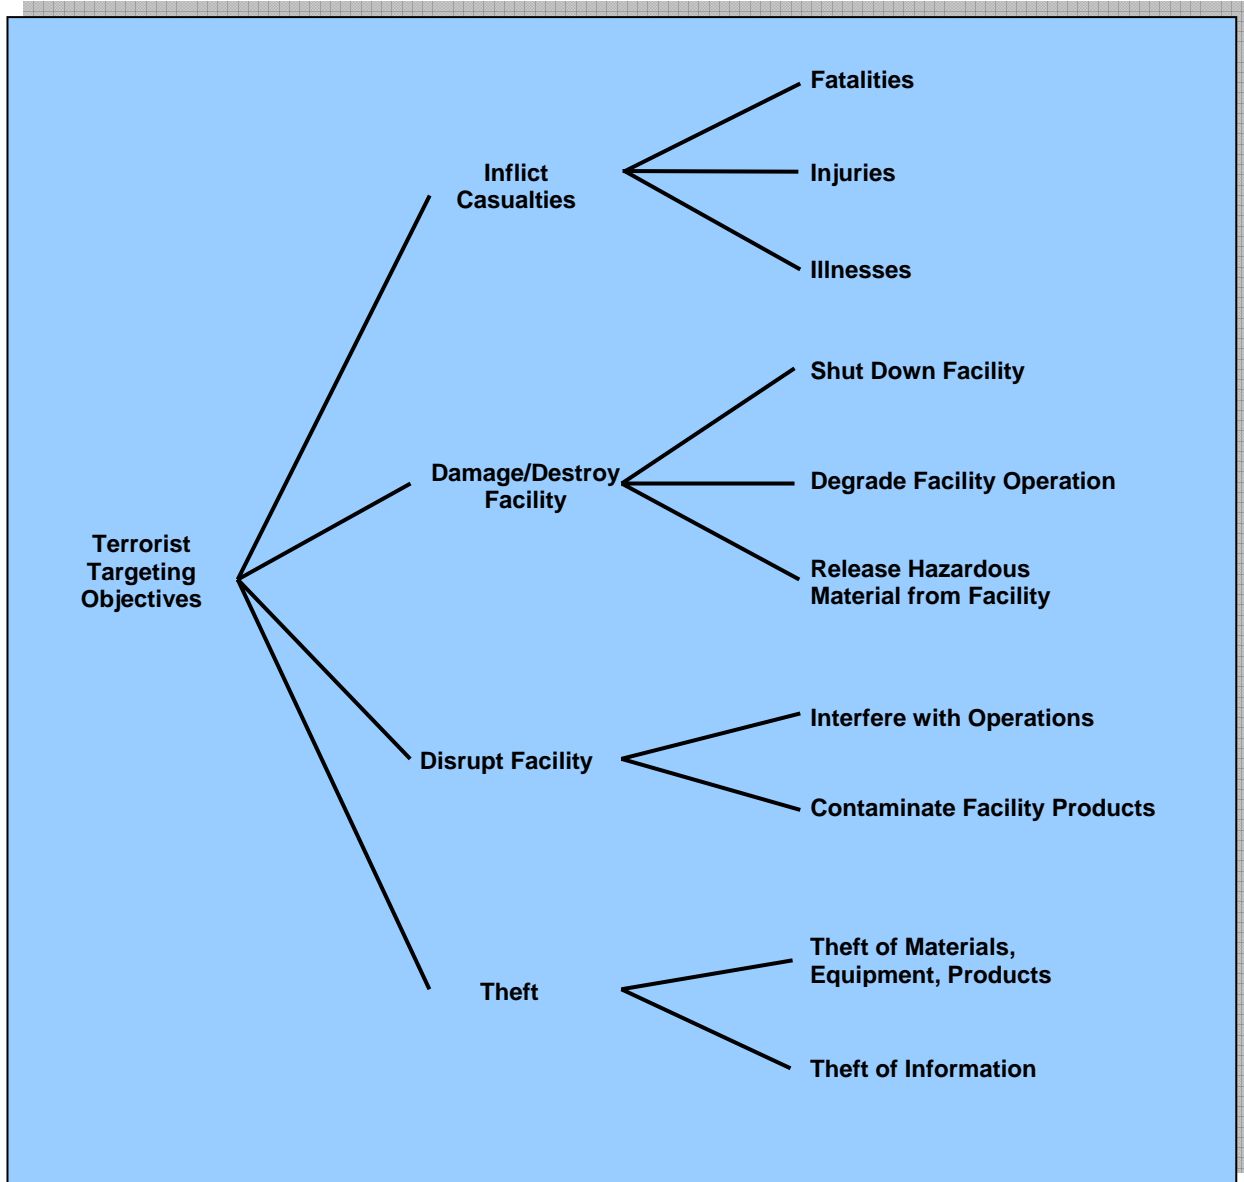 Fatalities
Inflict
Casualties
Injuries
Illnesses
Shut Down Facility
Damage/Destroy
Facility
Degrade Facility Operation
Terrorist
Targeting
Objectives
Release Hazardous
Material from Facility
Interfere with Operations
Disrupt Facility
Contaminate Facility Products
Theft of Materials,
Equipment, Products
Theft
Theft of Information